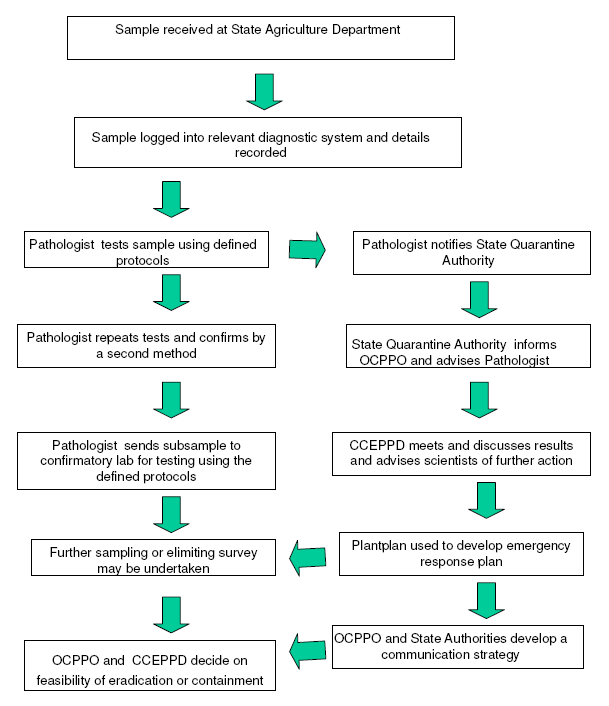 Sample received at State Agriculture Department
Sample logged into relevant diagnostic system and details
recorded
Pathologist tests sample using defined
protocols
Pathologist notifies State Quarantine
Authority
Pathologist repeats tests and confirms by
a second method
State Quarantine Authority informs
OCPPO and advises Pathologist
Pathologist sends subsample to
confirmatory lab for testing using the
defined protocols
CCEPPD meets and discusses results
and advises scientists of further action
Further sampling or elimiting survey
may be undertaken
Plantplan used to develop emergency
response plan
OCPPO and CCEPPD decide on
feasibility of eradication or containment
OCPPO and State Authorities develop a
communication strategy